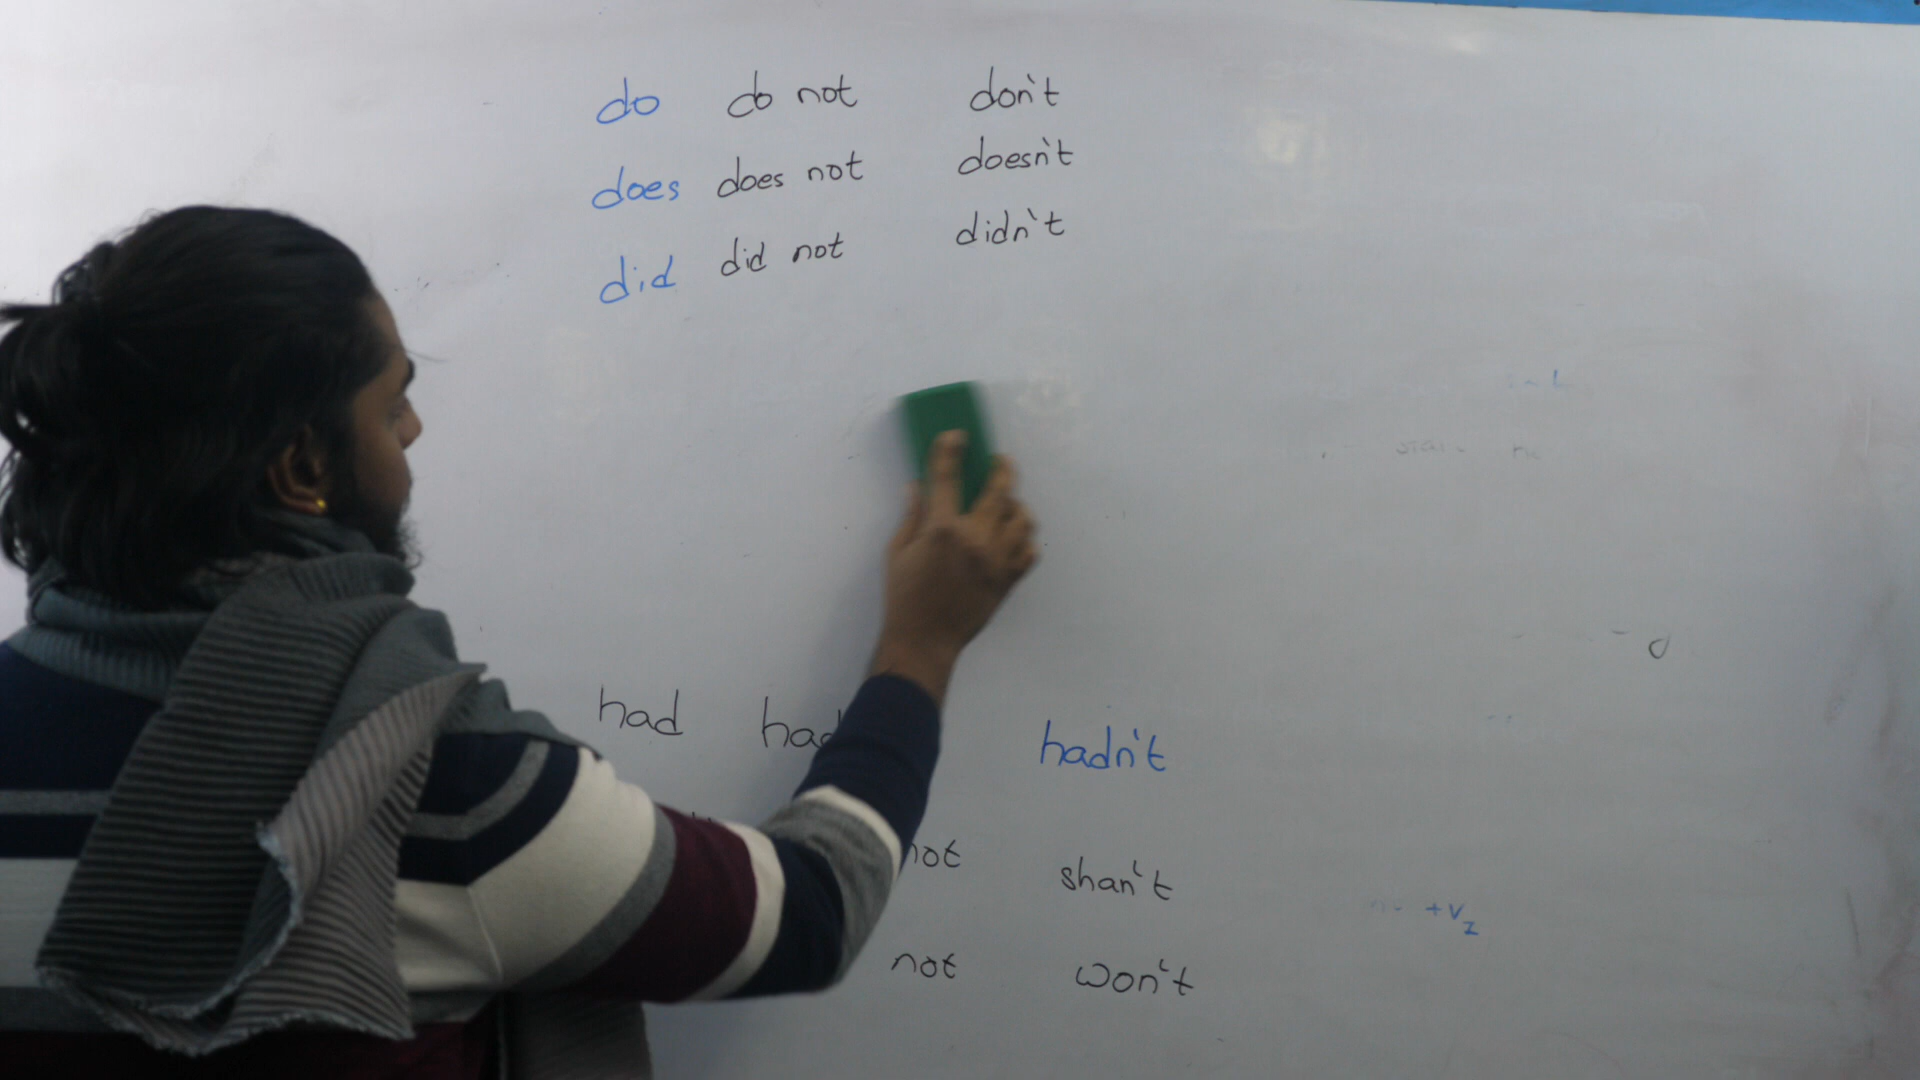 do do not don't
does does not doesn't
did did not didn't
had had hadn't
not shan't
not won't
+V